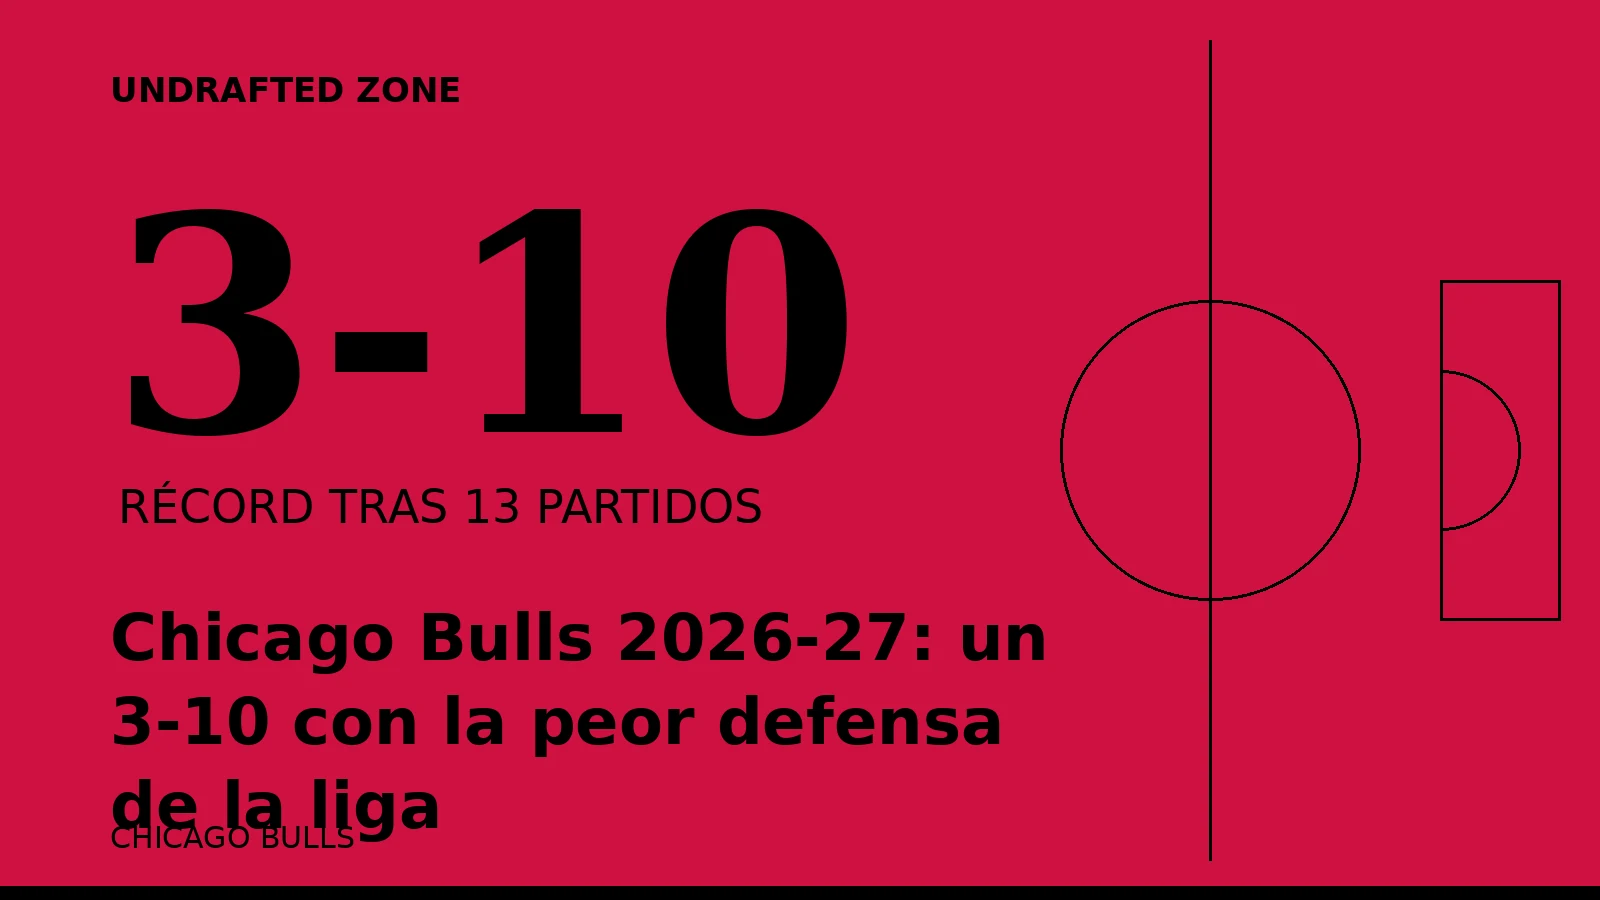 UNDRAFTED ZONE
3-10
RÉCORD TRAS 13 PARTIDOS
Chicago Bulls 2026-27: un
3-10 con la peor defensa
de la liga
CHICAGO BULLS